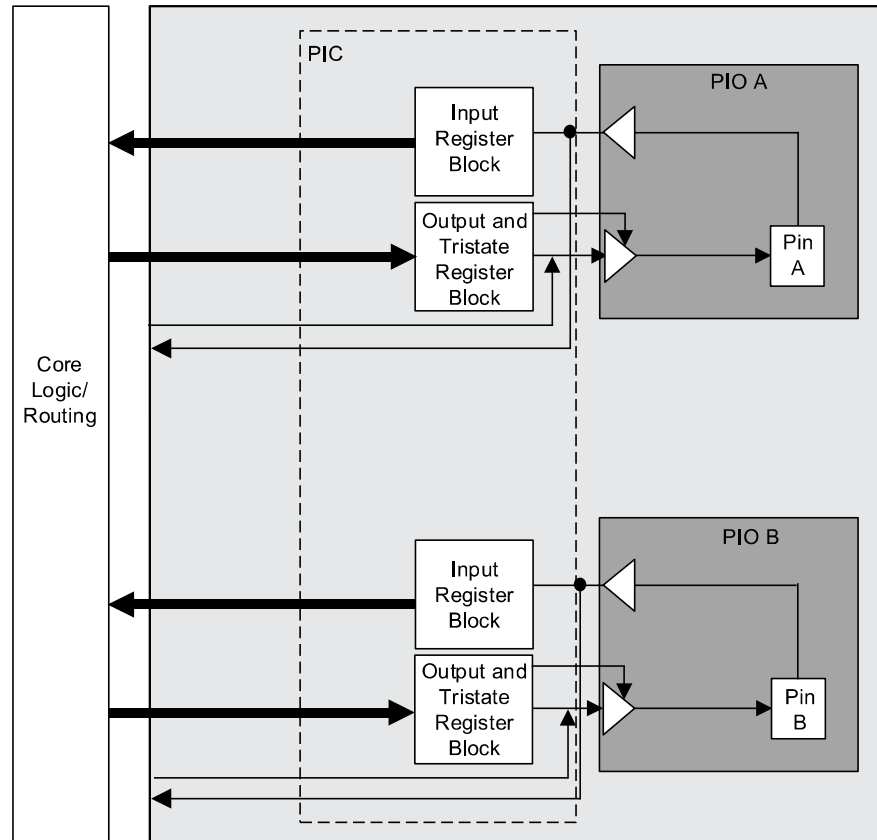 PIC
PIO A
Input
Register
Block
Output and
Tristate
Register
Block
Pin
A
Core
Logic/
Routing
PIO B
Input
Register
Block
Output and
Tristate
Register
Block
Pin
B